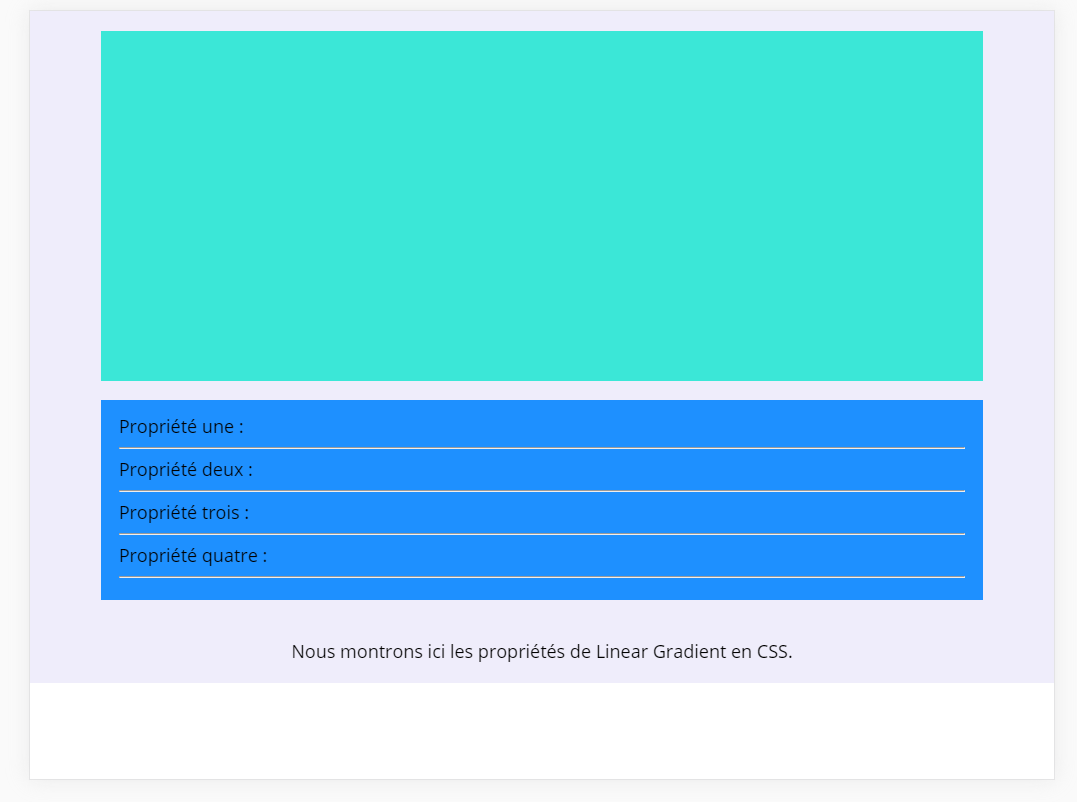 Propriété une :
Propriété deux :
Propriété trois :
Propriété quatre :
Nous montrons ici les propriétés de Linear Gradient en CSS.